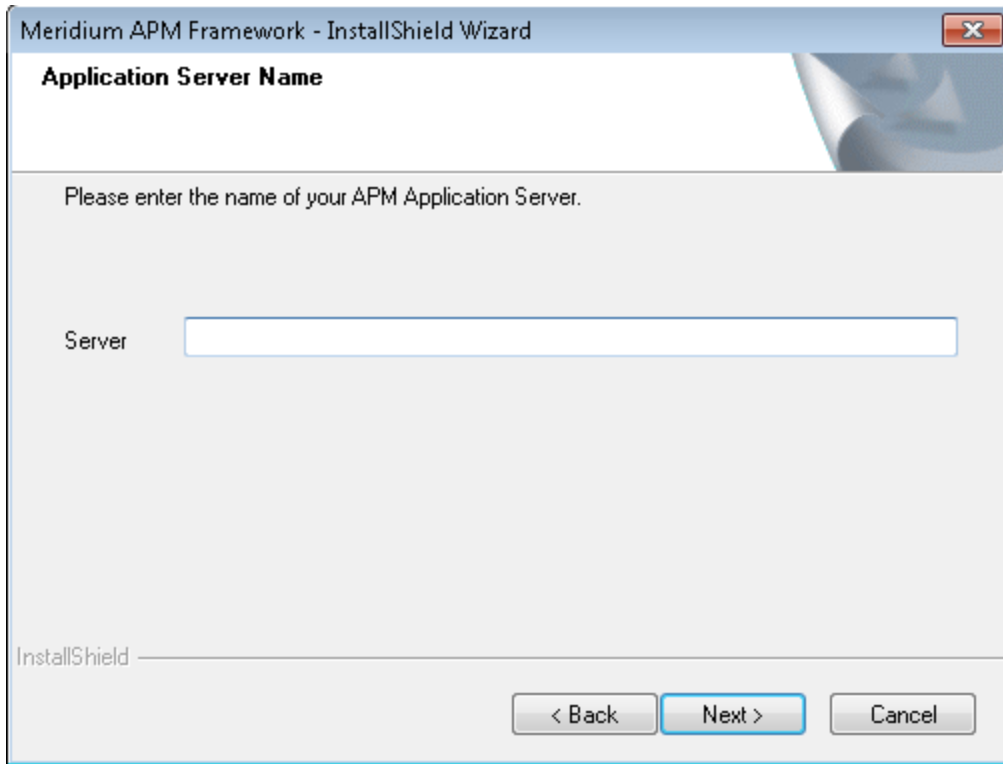 Meridium APM Framework - InstallShield Wizard
Application Server Name
Please enter the name of your APM Application Server.
Server
InstallShield
< Back Next > Cancel